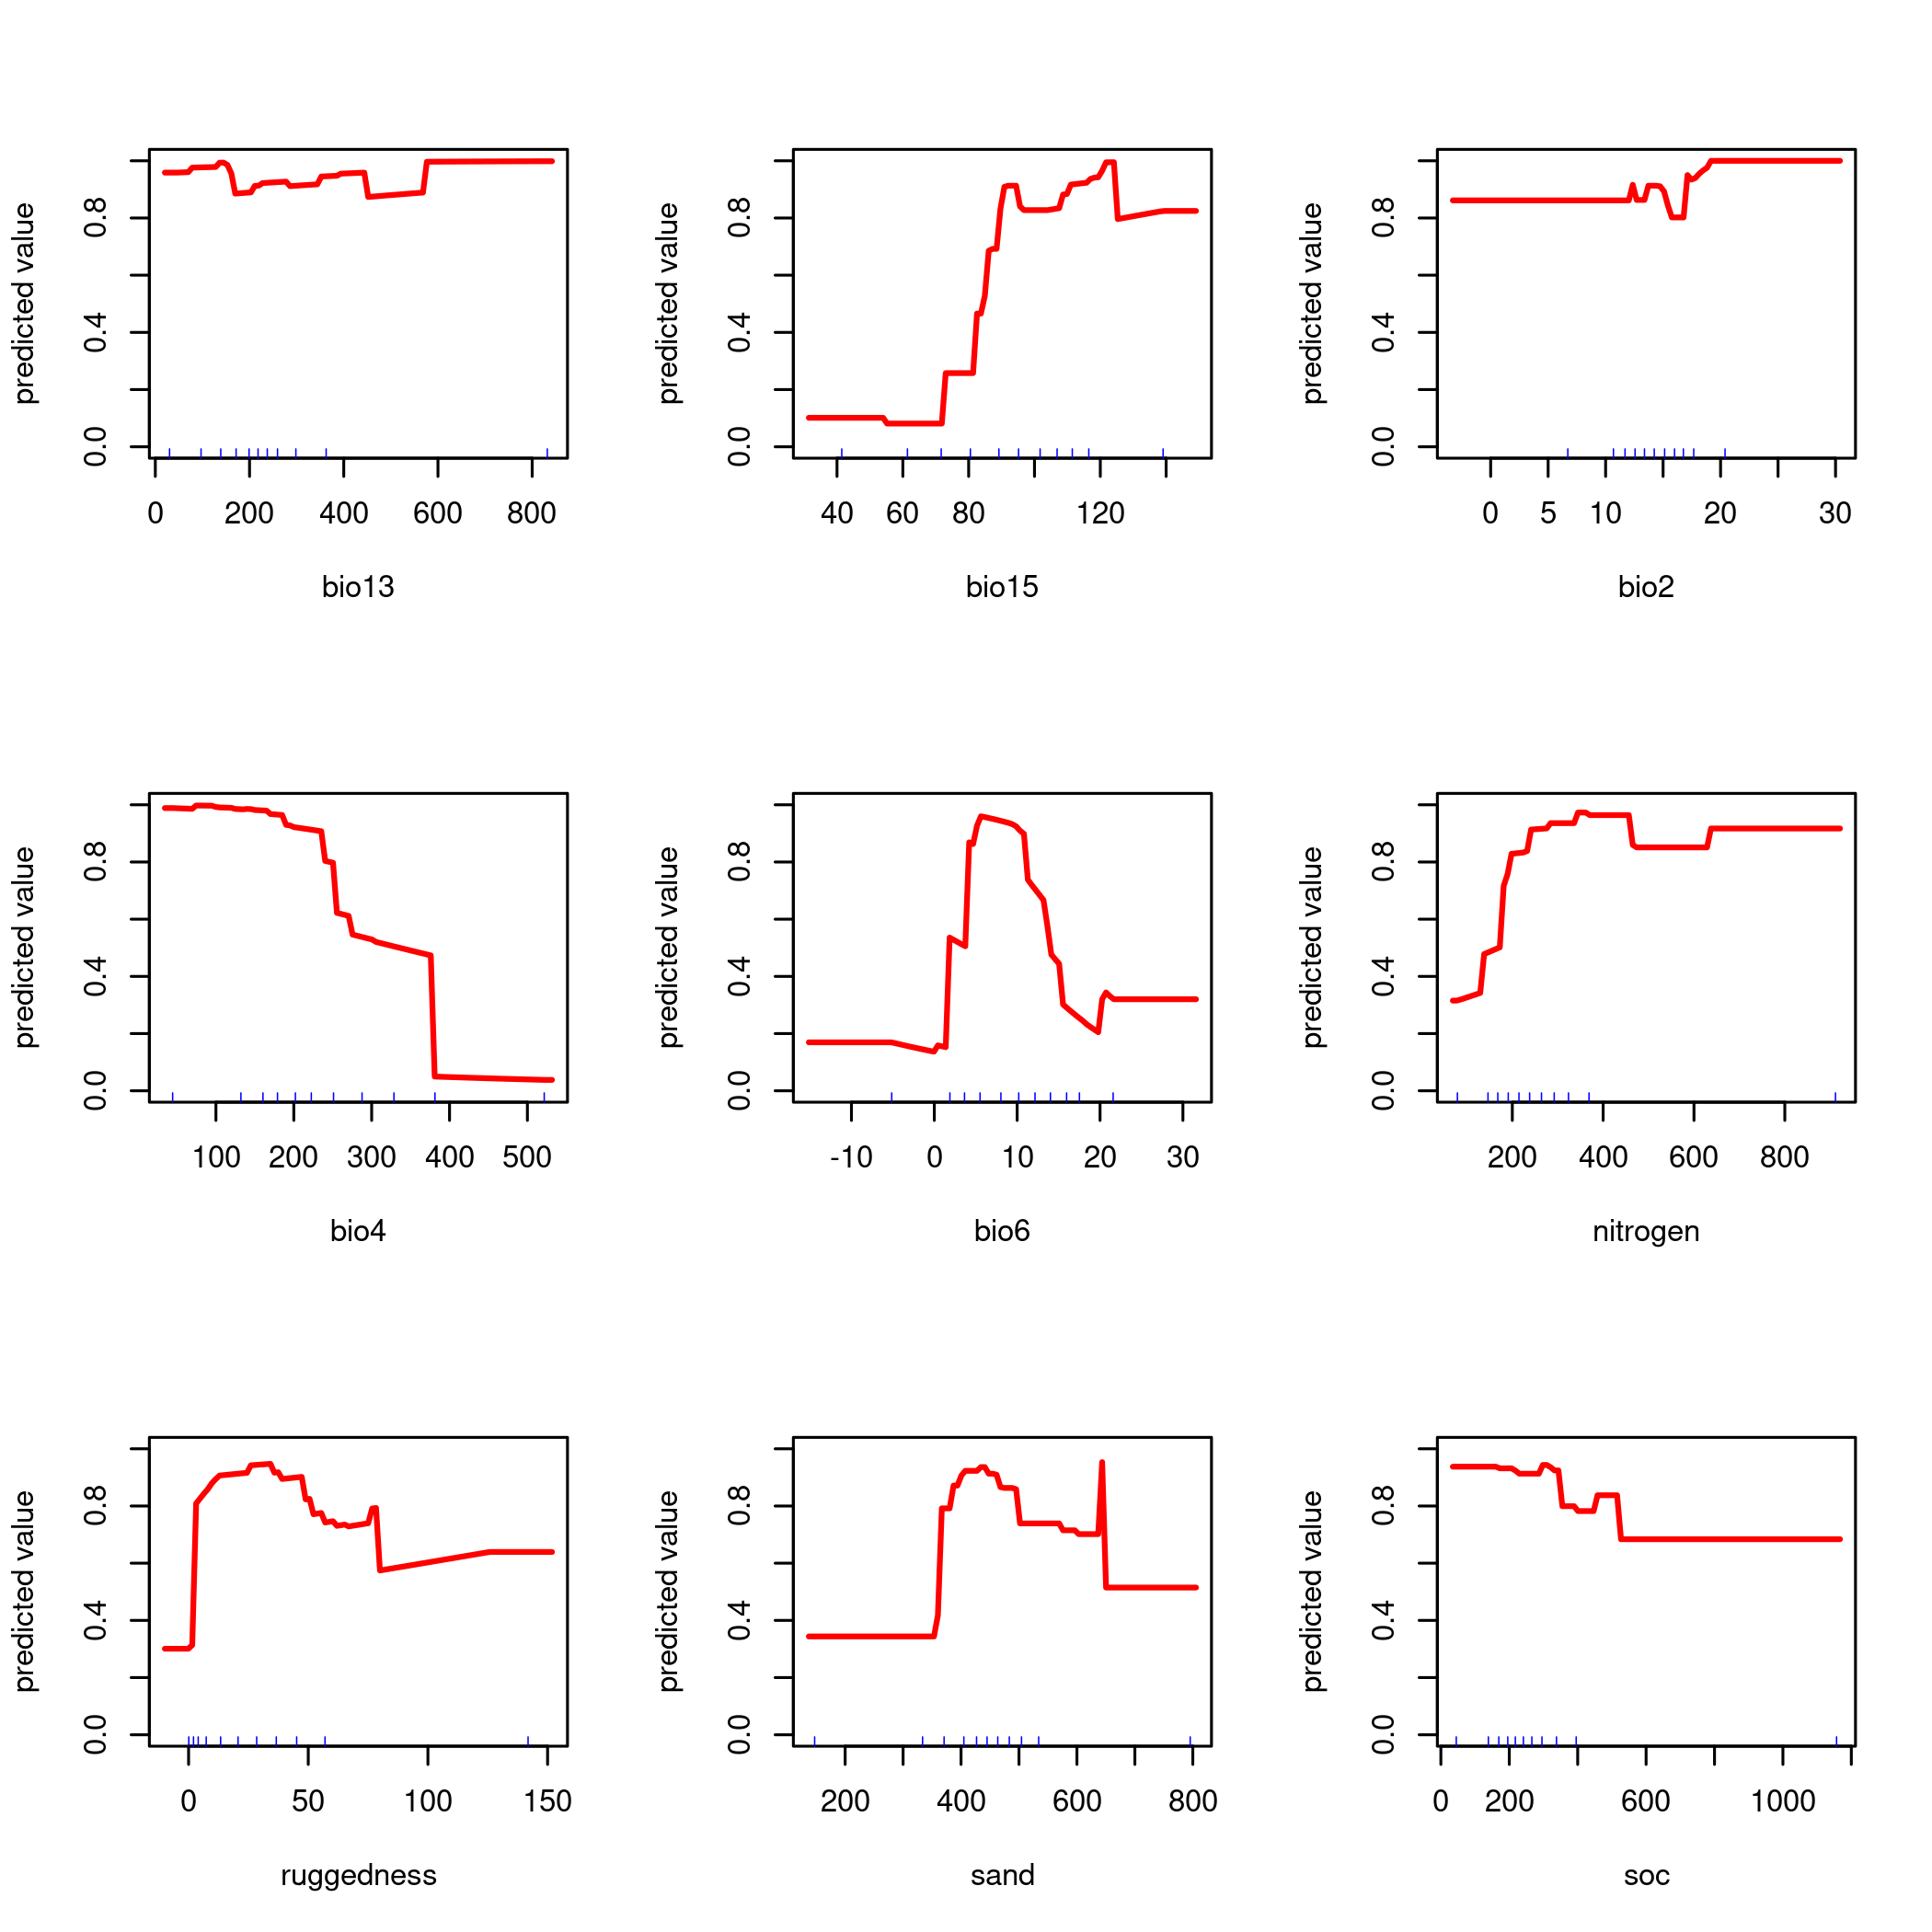 predicted value
0.0 0.4 0.8
0 200 400 600 800
bio13
predicted value
0.0 0.4 0.8
40 60 80 120
bio15
predicted value
0.0 0.4 0.8
0 5 10 20 30
bio2
predicted value
0.0 0.4 0.8
100 200 300 400 500
bio4
predicted value
0.0 0.4 0.8
-10 0 10 20 30
bio6
predicted value
0.0 0.4 0.8
200 400 600 800
nitrogen
predicted value
0.0 0.4 0.8
0 50 100 150
ruggedness
predicted value
0.0 0.4 0.8
200 400 600 800
sand
predicted value
0.0 0.4 0.8
0 200 600 1000
soc